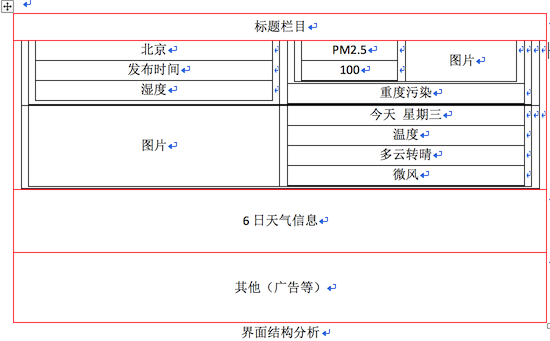 标题栏目
北京
发布时间
湿度
PM2.5
100
图片
重度污染
图片
今天 星期三
温度
多云转晴
微风
6日天气信息
其他（广告等）
界面结构分析